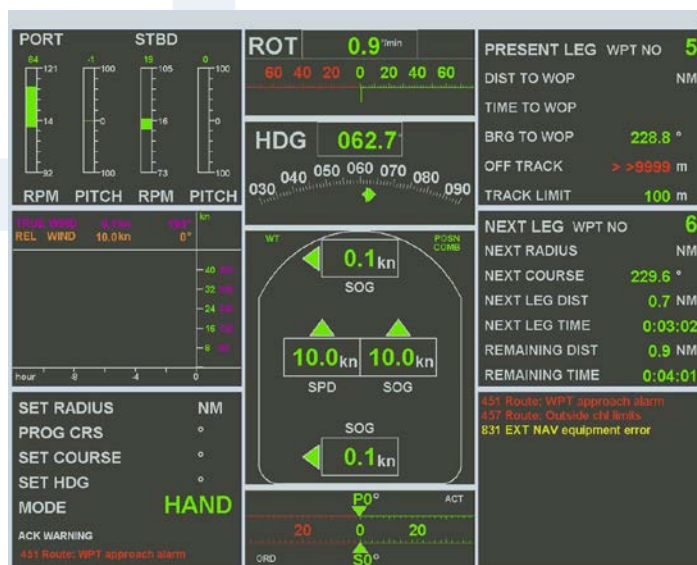 PORT STBD
64 -1 19 0
121 100 105 100
14 0 16 0
92 100 73 100
RPM PITCH RPM PITCH
TRUE WIND 0.1kn 180°
REL WIND 10.0kn 0°
kn
40
32
24
16
8
hour -8 -4 0
SET RADIUS NM
PROG CRS °
SET COURSE °
SET HDG °
MODE HAND
ACK WARNING
451 Route: WPT approach alarm
ROT 0.9 °/min
60 40 20 0 20 40 60
HDG 062.7°
030 040 050 060 070 080 090
WT POSN COMB
0.1kn
SOG
10.0kn 10.0kn
SPD SOG
SOG
0.1kn
P0° ACT
20 0 20
ORD S0°
PRESENT LEG WPT NO 5
DIST TO WOP NM
TIME TO WOP
BRG TO WOP 228.8 °
OFF TRACK > >9999 m
TRACK LIMIT 100 m
NEXT LEG WPT NO 6
NEXT RADIUS NM
NEXT COURSE 229.6 °
NEXT LEG DIST 0.7 NM
NEXT LEG TIME 0:03:02
REMAINING DIST 0.9 NM
REMAINING TIME 0:04:01
451 Route: WPT approach alarm
457 Route: Outside chl limits
831 EXT NAV equipment error